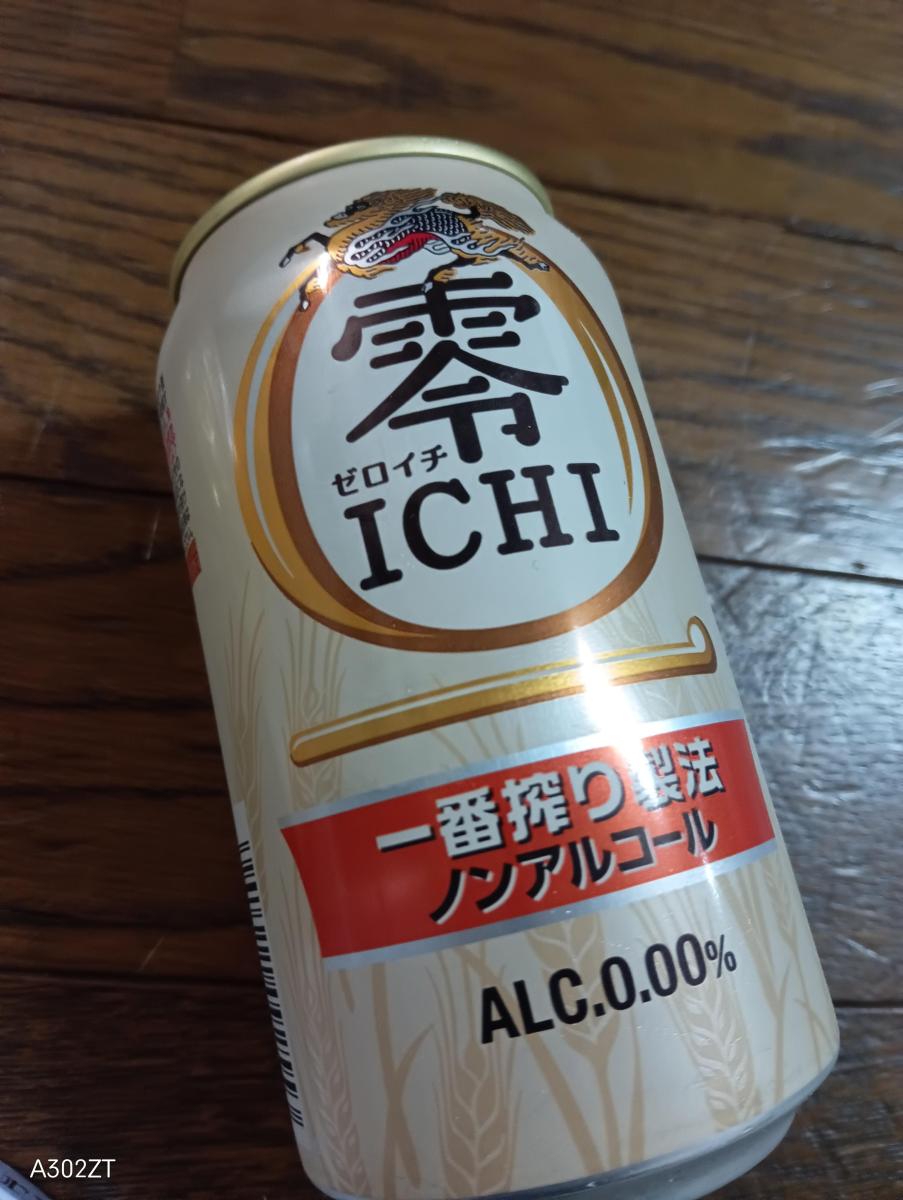 零
ゼロイチ
ICHI
一番搾り製法
ノンアルコール
ALC.0.00%
A302ZT